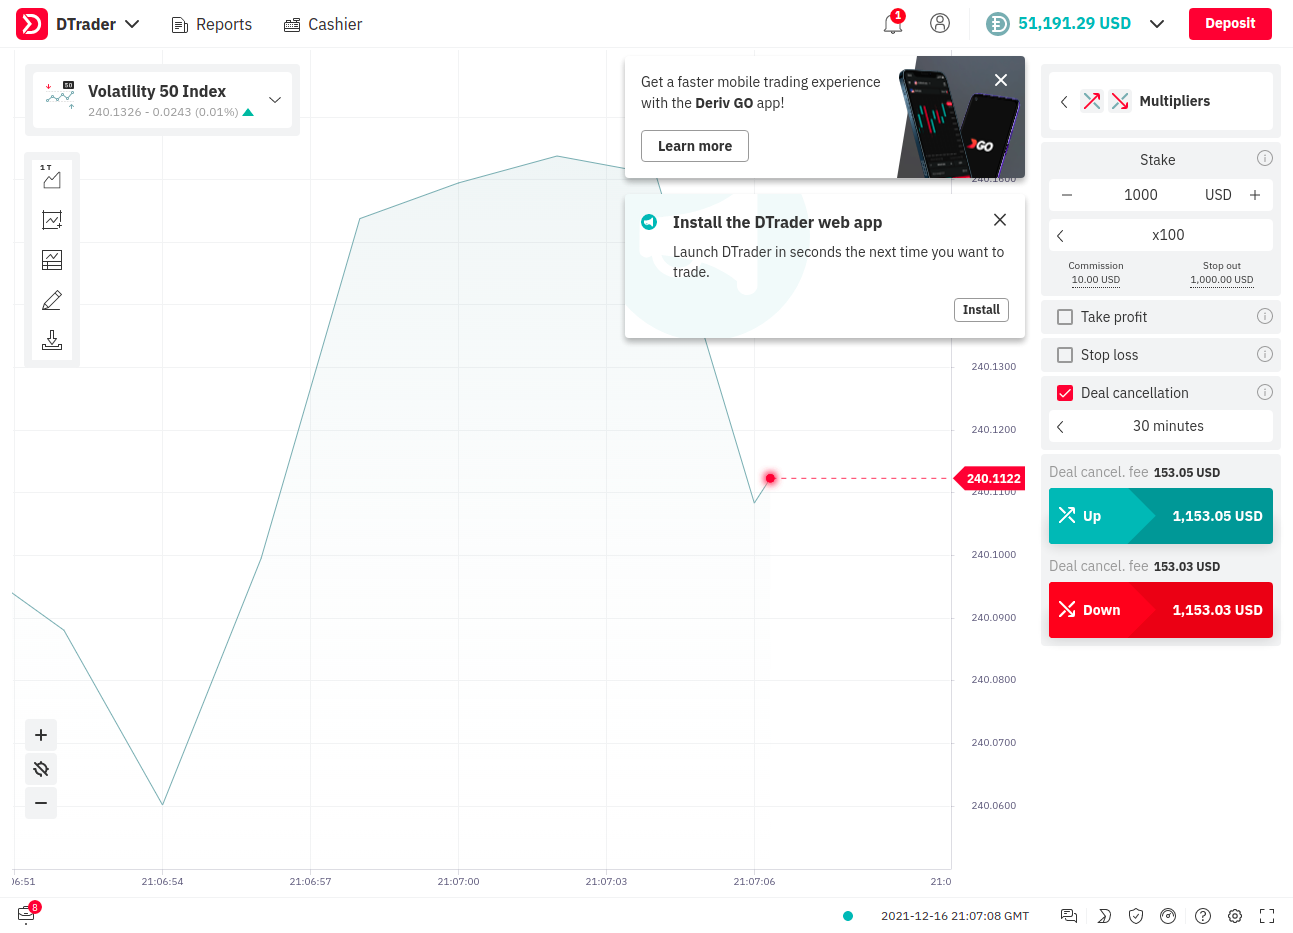 DTrader
Reports
Cashier
1
51,191.29 USD
Deposit
50
Volatility 50 Index
240.1326 - 0.0243 (0.01%)
1 T
Get a faster mobile trading experience
with the Deriv GO app!
Learn more
GO
Install the DTrader web app
Launch DTrader in seconds the next time you want to
trade.
Install
240.1600
240.1300
240.1200
240.1122
240.1100
240.1000
240.0900
240.0800
240.0700
240.0600
Multipliers
Stake
1000
USD
x100
Commission
10.00 USD
Stop out
1,000.00 USD
Take profit
Stop loss
Deal cancellation
30 minutes
Deal cancel. fee 153.05 USD
Up
1,153.05 USD
Deal cancel. fee 153.03 USD
Down
1,153.03 USD
06:51
21:06:54
21:06:57
21:07:00
21:07:03
21:07:06
21:0
8
2021-12-16 21:07:08 GMT